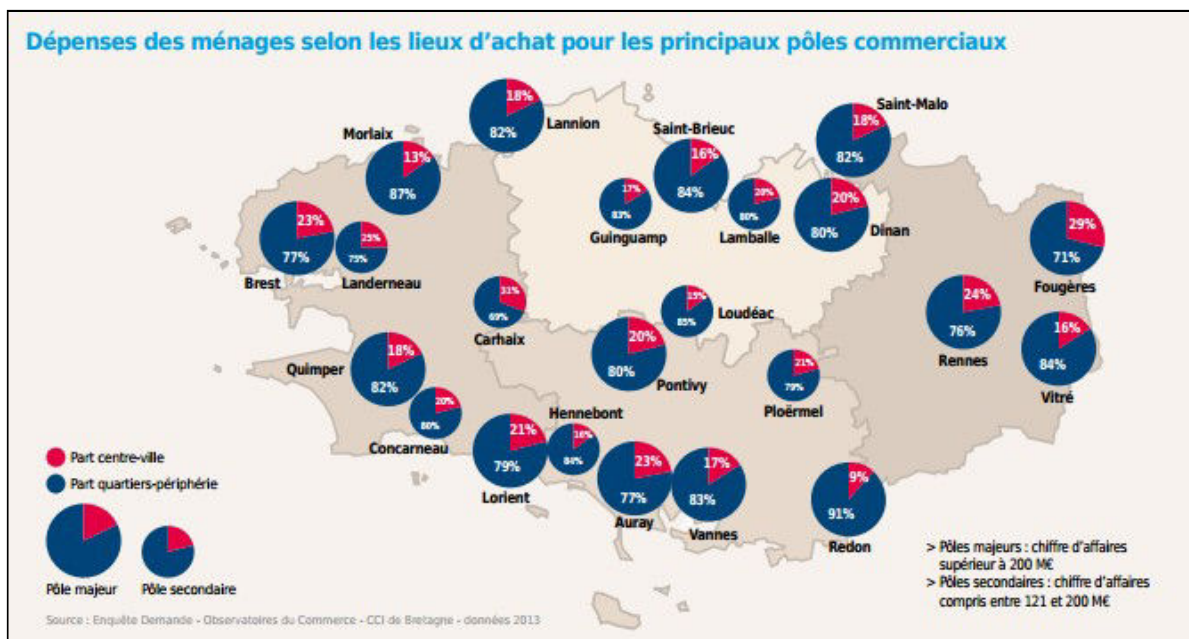 Dépenses des ménages selon les lieux d'achat pour les principaux pôles commerciaux
18%
82%
Lannion
Saint-Malo
18%
82%
Morlaix
13%
87%
Saint-Brieuc
16%
84%
17%
83%
Guinguamp
20%
80%
Lamballe
20%
80%
Dinan
23%
77%
Brest
25%
75%
Landerneau
29%
71%
Fougères
31%
69%
Carhaix
15%
85%
Loudéac
24%
76%
Rennes
16%
84%
Vitré
Quimper
18%
82%
20%
80%
Pontivy
21%
79%
Ploërmel
20%
80%
Concarneau
Hennebont
16%
84%
21%
79%
Lorient
23%
77%
Auray
17%
83%
Vannes
9%
91%
Redon
Part centre-ville
Part quartiers-périphérie
Pôle majeur
Pôle secondaire
> Pôles majeurs : chiffre d'affaires
supérieur à 200 M€
> Pôles secondaires : chiffre d'affaires
compris entre 121 et 200 M€
Source : Enquête Demande - Observatoires du Commerce - CCI de Bretagne - données 2013